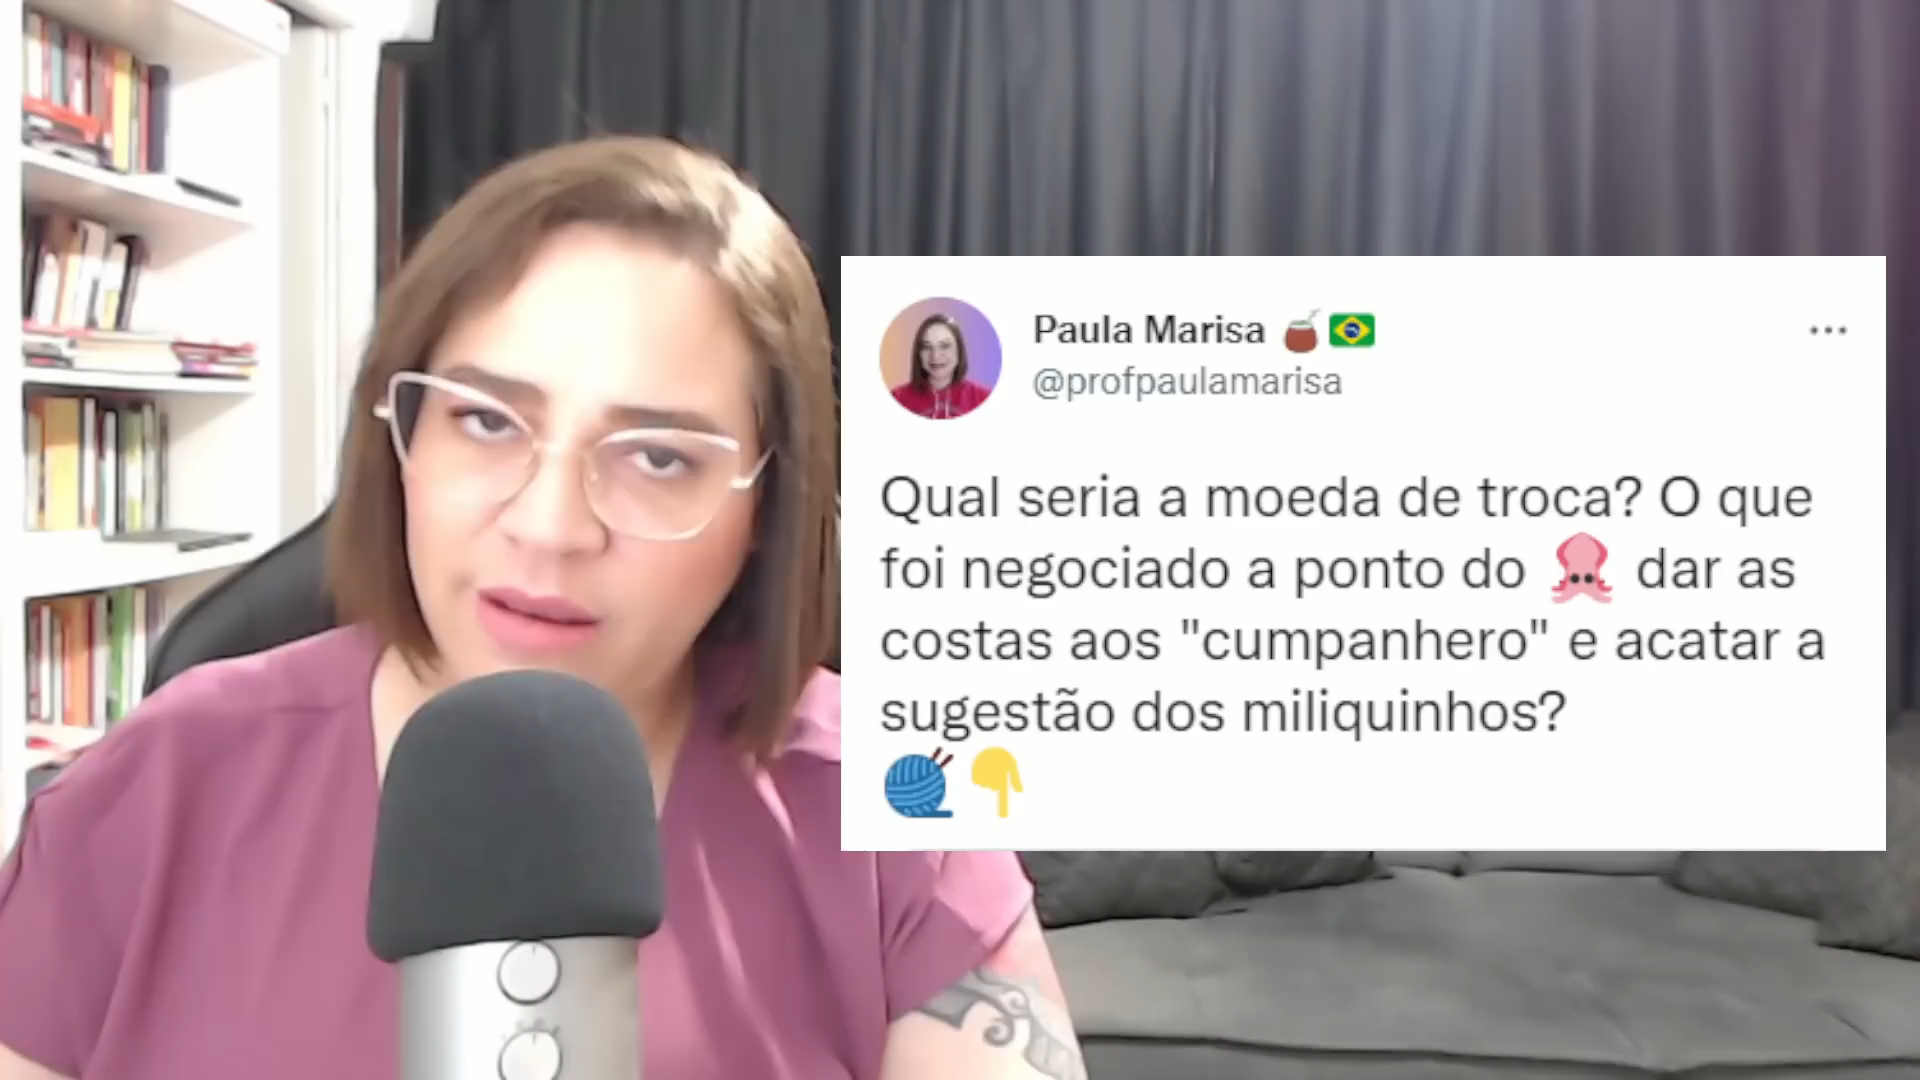 Paula Marisa 🧉🇧🇷
@profpaulamarisa
Qual seria a moeda de troca? O que
foi negociado a ponto do 🦑 dar as
costas aos "cumpanhero" e acatar a
sugestão dos miliquinhos?
🧶👇